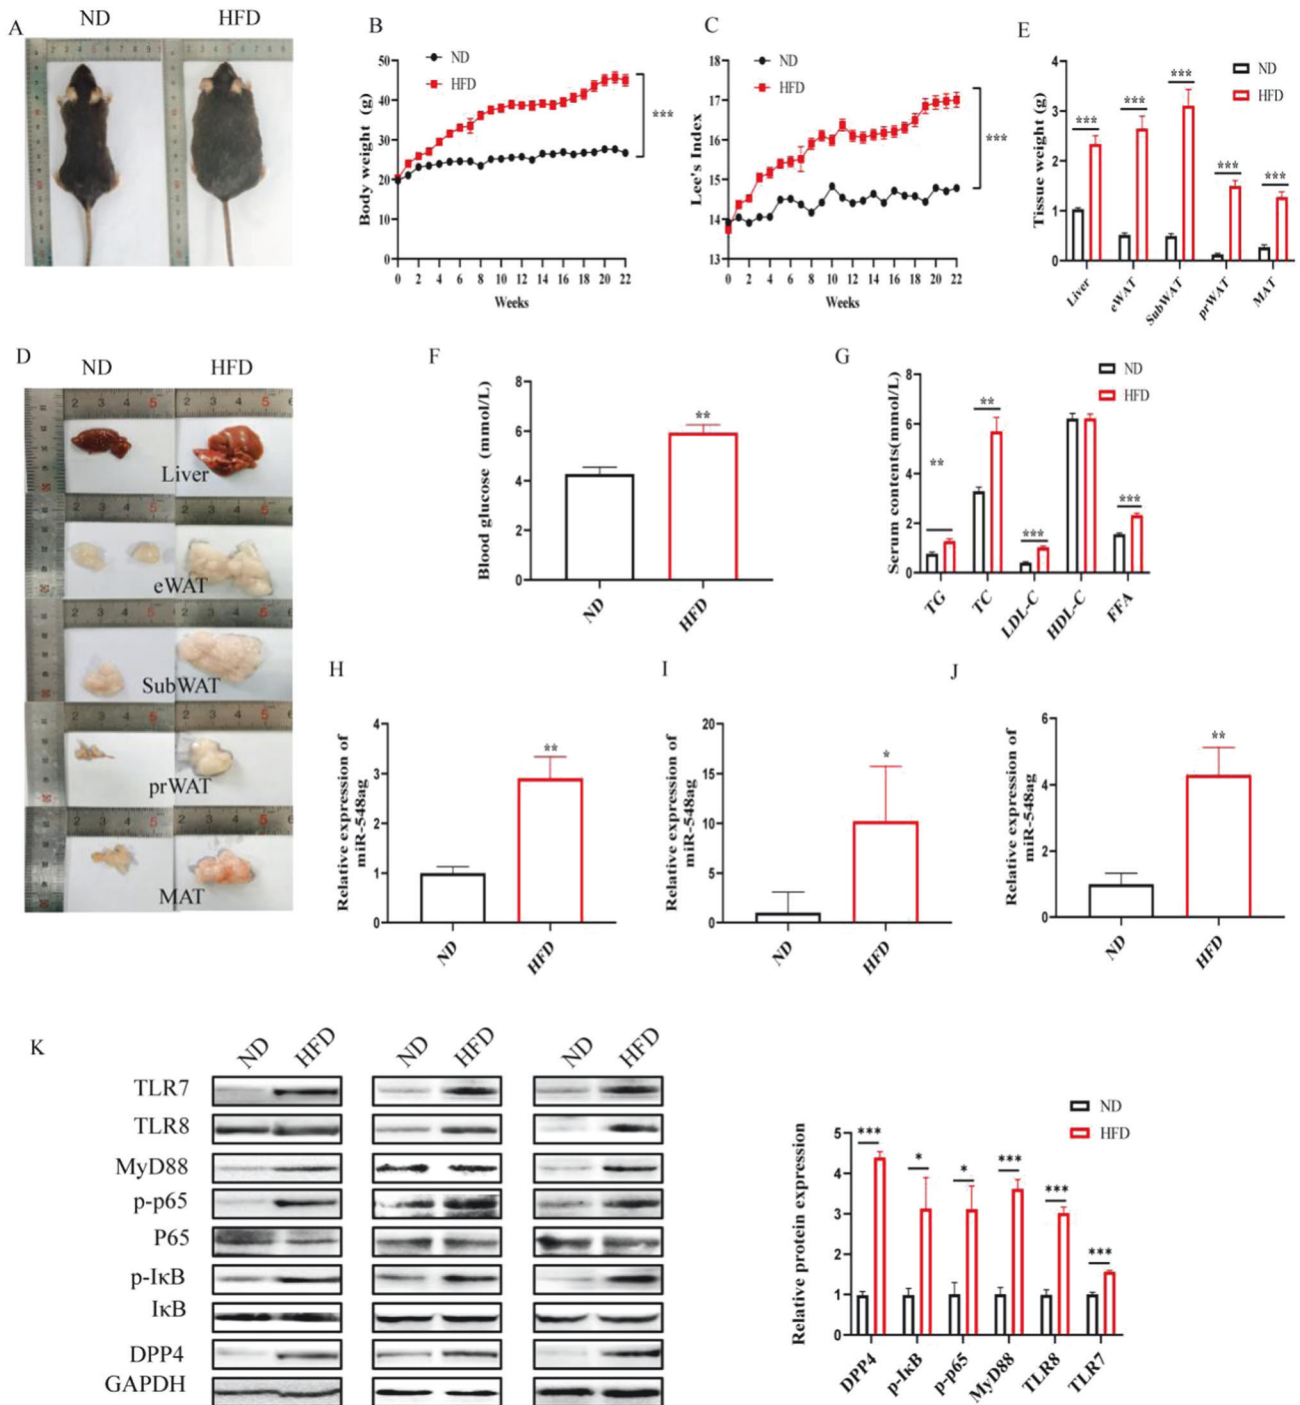 A
ND HFD
B
ND
HFD
Body weight (g)
50
40
30
20
10
0
0 2 4 6 8 10 12 14 16 18 20 22
Weeks
***
C
ND
HFD
Lee's Index
18
17
16
15
14
13
0 2 4 6 8 10 12 14 16 18 20 22
Weeks
***
E
ND
HFD
Tissue weight (g)
4
3
2
1
0
*** *** *** *** ***
Liver eWAT SubWAT prWAT MAT
D
ND HFD
Liver
eWAT
SubWAT
prWAT
MAT
F
Blood glucose (mmol/L)
8
6
4
2
0
**
ND HFD
G
ND
HFD
Serum contents(mmol/L)
8
6
4
2
0
** ** *** ***
TG TC LDL-C HDL-C FFA
H
Relative expression of
miR-548ag
4
3
2
1
0
**
ND HFD
I
Relative expression of
miR-548ag
20
15
10
5
0
*
ND HFD
J
Relative expression of
miR-548ag
6
4
2
0
**
ND HFD
K
ND HFD ND HFD ND HFD
TLR7
TLR8
MyD88
p-p65
P65
p-IκB
IκB
DPP4
GAPDH
ND
HFD
Relative protein expression
5
4
3
2
1
0
*** * * *** *** ***
DPP4 p-IκB p-p65 MyD88 TLR8 TLR7